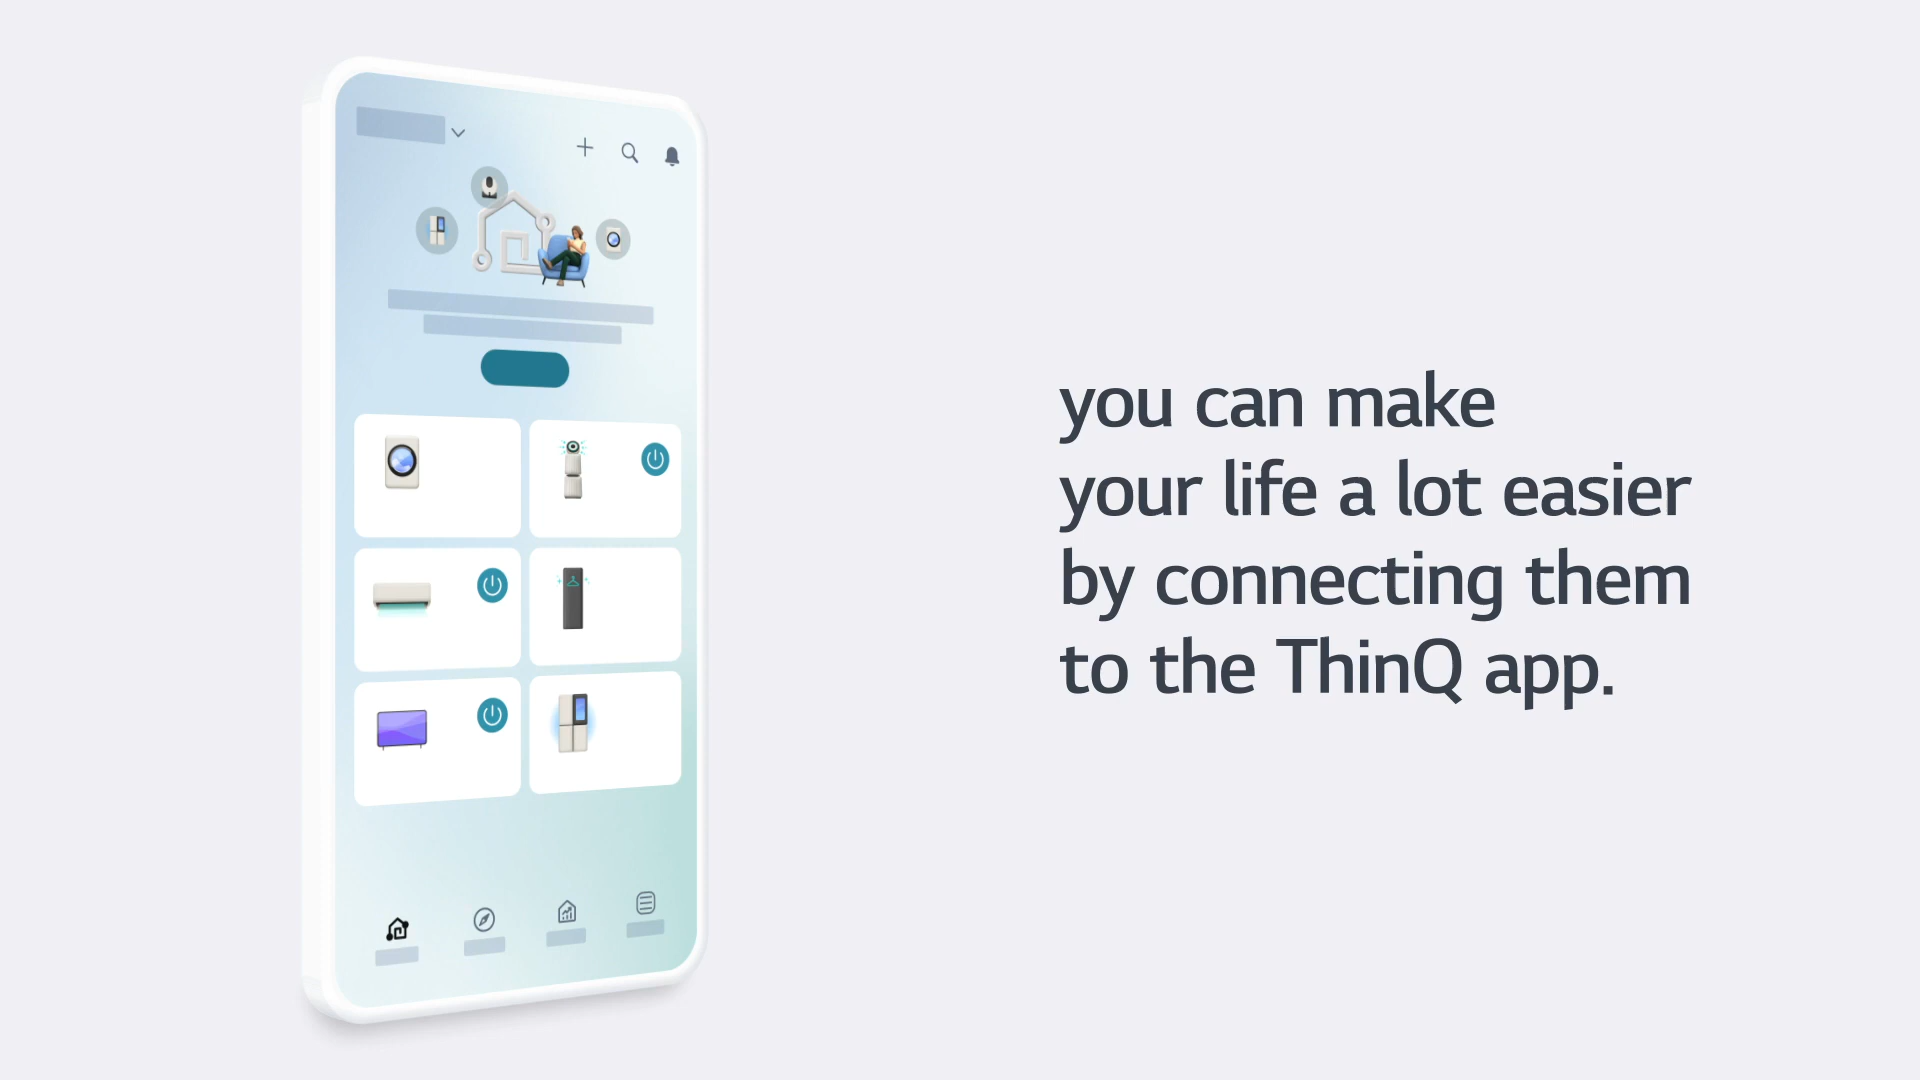 you can make
your life a lot easier
by connecting them
to the ThinQ app.